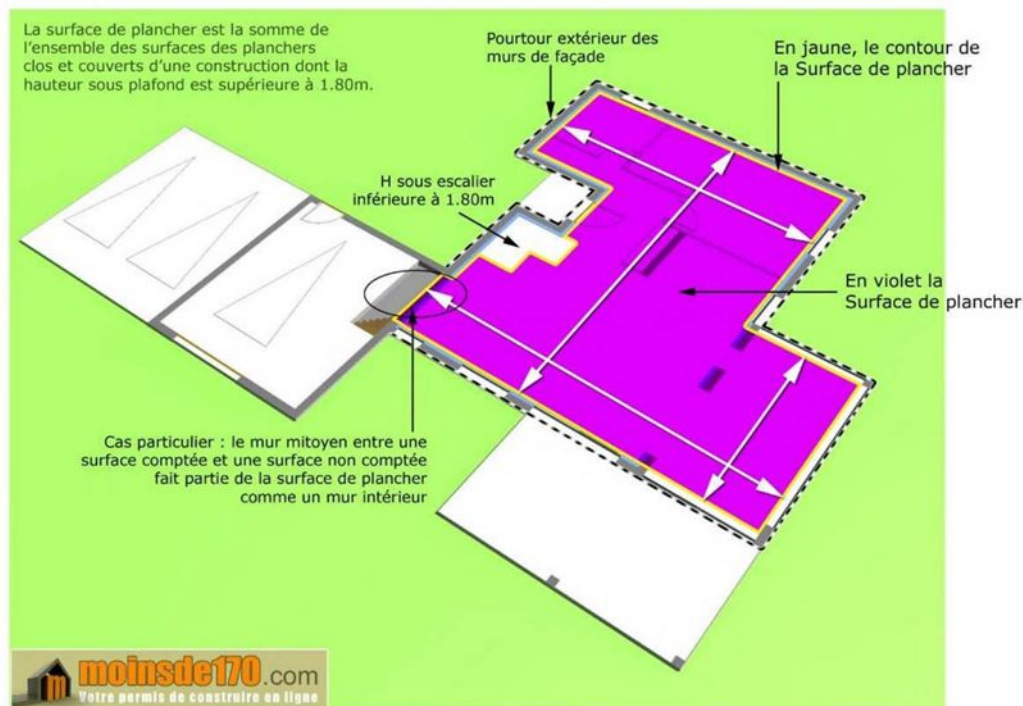 La surface de plancher est la somme de
l'ensemble des surfaces des planchers
clos et couverts d'une construction dont la
hauteur sous plafond est supérieure à 1.80m.
Pourtour extérieur des
murs de façade
En jaune, le contour de
la Surface de plancher
H sous escalier
inférieure à 1.80m
En violet la
Surface de plancher
Cas particulier : le mur mitoyen entre une
surface comptée et une surface non comptée
fait partie de la surface de plancher
comme un mur intérieur
m moinsde170.com
Votre permis de construire en ligne